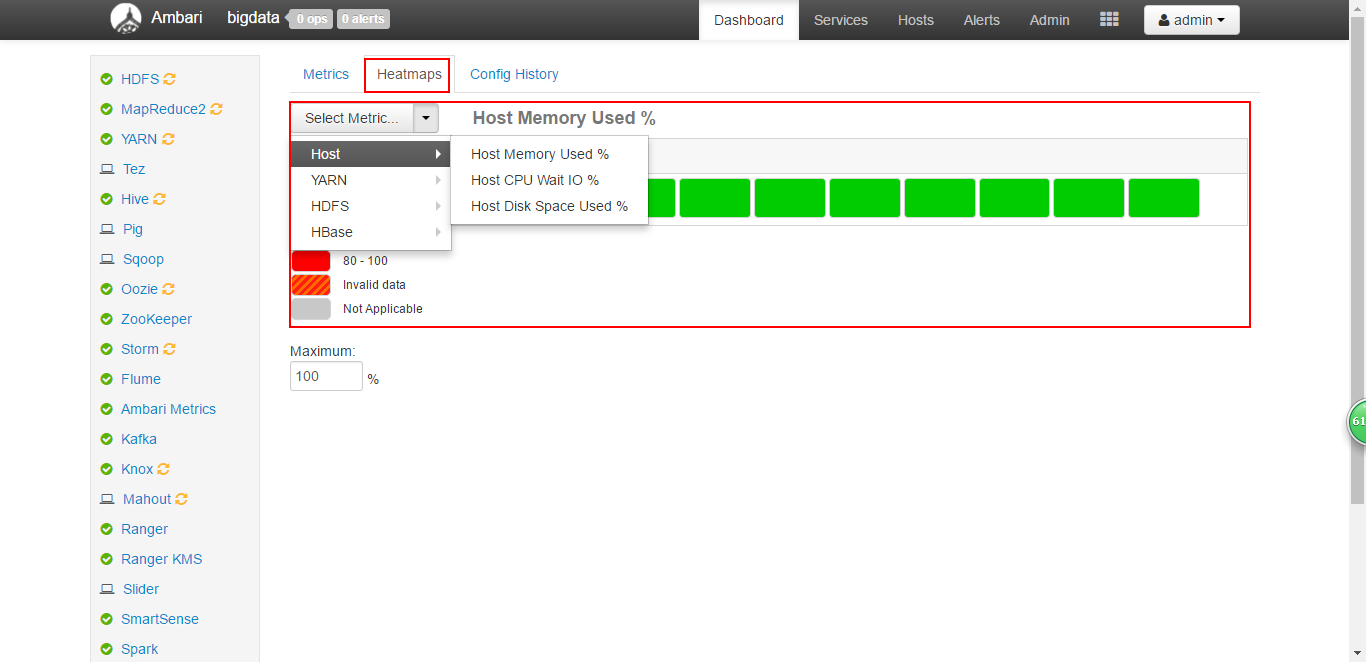 Ambari bigdata 0 ops 0 alerts Dashboard Services Hosts Alerts Admin admin
HDFS
MapReduce2
YARN
Tez
Hive
Pig
Sqoop
Oozie
ZooKeeper
Storm
Flume
Ambari Metrics
Kafka
Knox
Mahout
Ranger
Ranger KMS
Slider
SmartSense
Spark
Metrics Heatmaps Config History
Select Metric... Host Memory Used %
Host
YARN
HDFS
HBase
Host Memory Used %
Host CPU Wait IO %
Host Disk Space Used %
80 - 100
Invalid data
Not Applicable
Maximum:
100 %
61